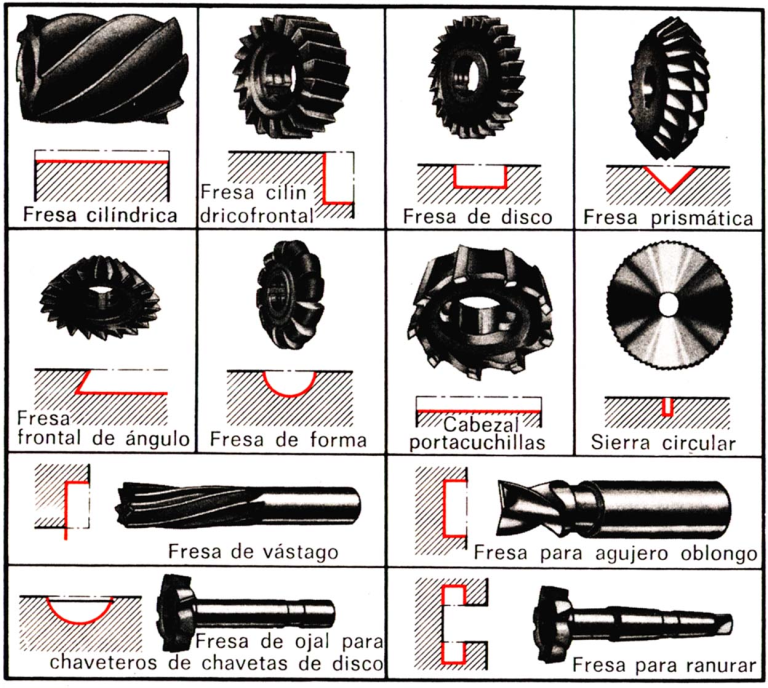 Fresa cilíndrica
Fresa cilin
dricofrontal
Fresa de disco
Fresa prismática
Fresa
frontal de ángulo
Fresa de forma
Cabezal
portacuchillas
Sierra circular
Fresa de vástago
Fresa para agujero oblongo
Fresa de ojal para
chaveteros de chavetas de disco
Fresa para ranurar